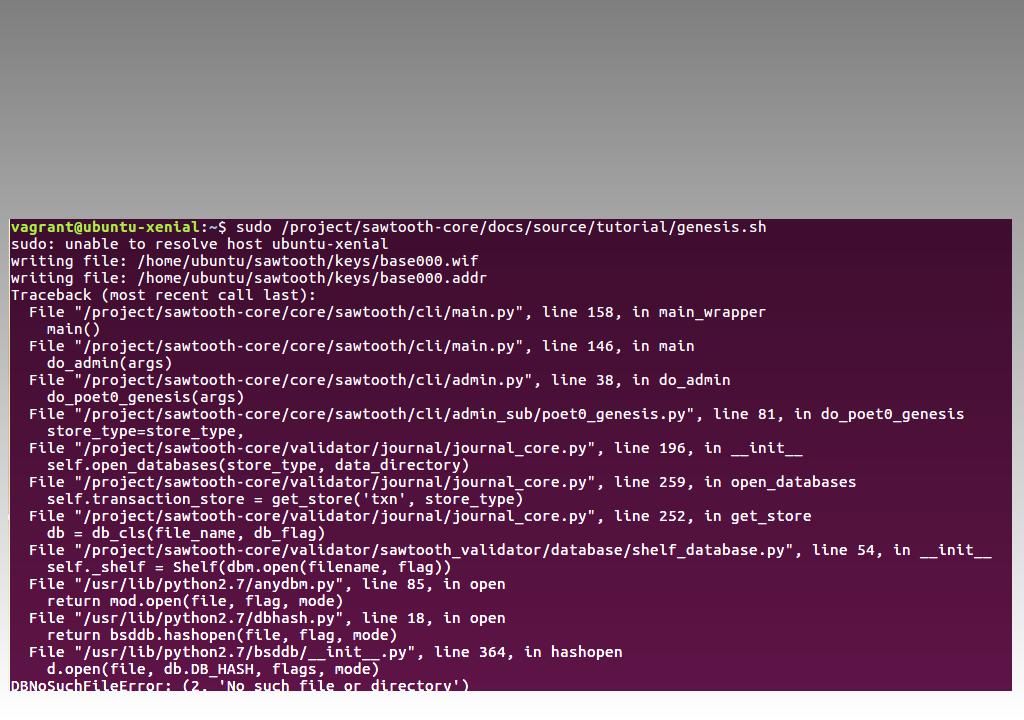 vagrant@ubuntu-xenial:~$ sudo /project/sawtooth-core/docs/source/tutorial/genesis.sh
sudo: unable to resolve host ubuntu-xenial
writing file: /home/ubuntu/sawtooth/keys/base000.wif
writing file: /home/ubuntu/sawtooth/keys/base000.addr
Traceback (most recent call last):
  File "/project/sawtooth-core/core/sawtooth/cli/main.py", line 158, in main_wrapper
    main()
  File "/project/sawtooth-core/core/sawtooth/cli/main.py", line 146, in main
    do_admin(args)
  File "/project/sawtooth-core/core/sawtooth/cli/admin.py", line 38, in do_admin
    do_poet0_genesis(args)
  File "/project/sawtooth-core/core/sawtooth/cli/admin_sub/poet0_genesis.py", line 81, in do_poet0_genesis
    store_type=store_type,
  File "/project/sawtooth-core/validator/journal/journal_core.py", line 196, in __init__
    self.open_databases(store_type, data_directory)
  File "/project/sawtooth-core/validator/journal/journal_core.py", line 259, in open_databases
    self.transaction_store = get_store('txn', store_type)
  File "/project/sawtooth-core/validator/journal/journal_core.py", line 252, in get_store
    db = db_cls(file_name, db_flag)
  File "/project/sawtooth-core/validator/sawtooth_validator/database/shelf_database.py", line 54, in __init__
    self._shelf = Shelf(dbm.open(filename, flag))
  File "/usr/lib/python2.7/anydbm.py", line 85, in open
    return mod.open(file, flag, mode)
  File "/usr/lib/python2.7/dbhash.py", line 18, in open
    return bsddb.hashopen(file, flag, mode)
  File "/usr/lib/python2.7/bsddb/__init__.py", line 364, in hashopen
    d.open(file, db.DB_HASH, flags, mode)
DBNoSuchFileError: (2, 'No such file or directory')